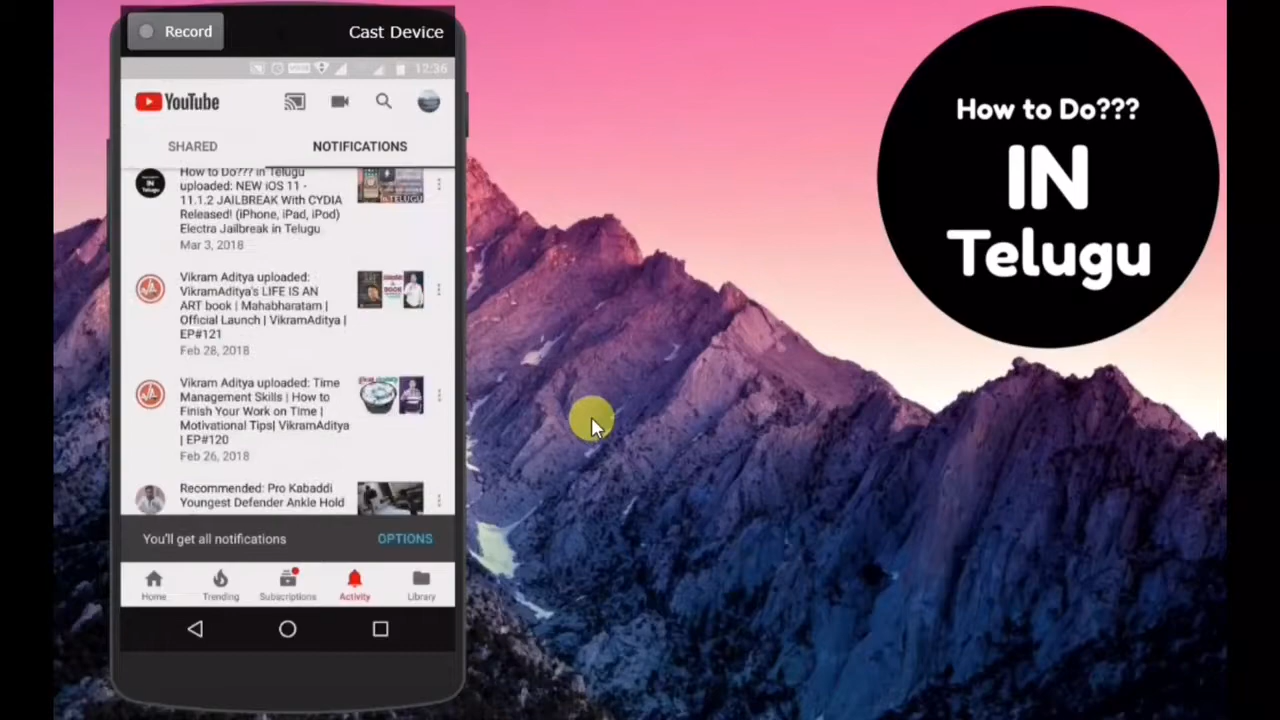 Record
Cast Device
12:36
YouTube
SHARED
NOTIFICATIONS
How to Do??? in Telugu
uploaded: NEW iOS 11 -
11.1.2 JAILBREAK With CYDIA
Released! (iPhone, iPad, iPod)
Electra Jailbreak in Telugu
Mar 3, 2018
Vikram Aditya uploaded:
VikramAditya's LIFE IS AN
ART book | Mahabharatam |
Official Launch | VikramAditya |
EP#121
Feb 28, 2018
Vikram Aditya uploaded: Time
Management Skills | How to
Finish Your Work on Time |
Motivational Tips| VikramAditya
| EP#120
Feb 26, 2018
Recommended: Pro Kabaddi
Youngest Defender Ankle Hold
You'll get all notifications
OPTIONS
Home
Trending
Subscriptions
Activity
Library
How to Do???
IN
Telugu